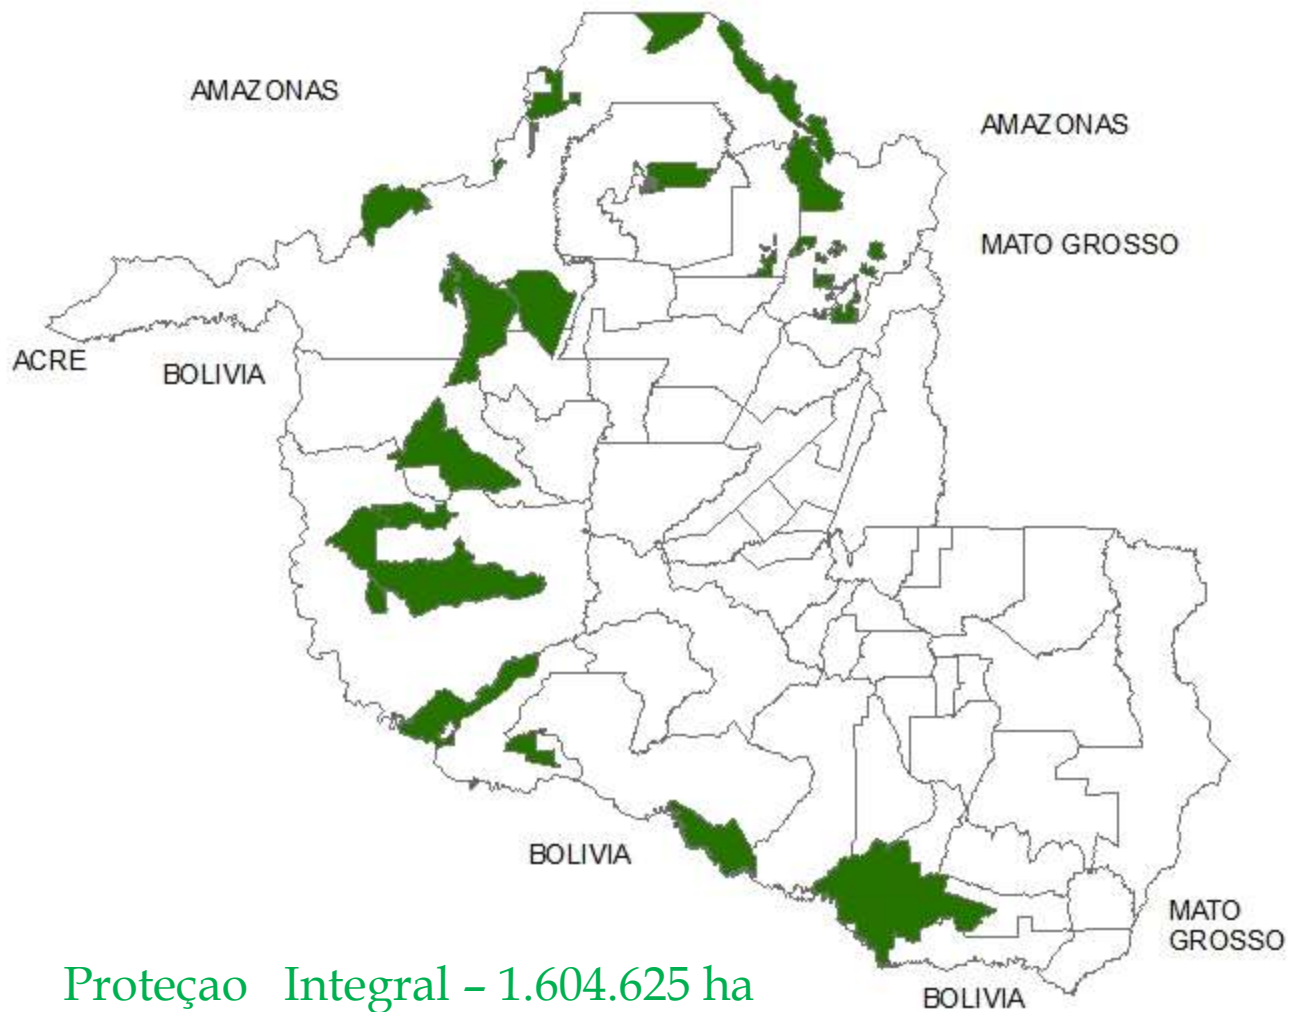 AMAZONAS
AMAZONAS
MATO GROSSO
ACRE
BOLIVIA
BOLIVIA
MATO
GROSSO
Proteçao Integral – 1.604.625 ha
BOLIVIA